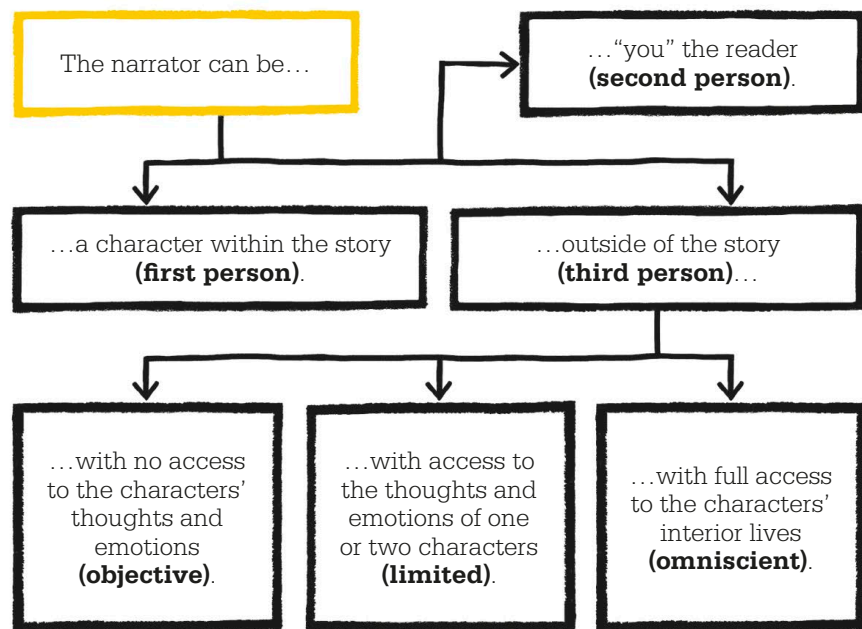 The narrator can be…
…“you” the reader
(second person).
…a character within the story
(first person).
…outside of the story
(third person)…
…with no access
to the characters’
thoughts and
emotions
(objective).
…with access to
the thoughts and
emotions of one
or two characters
(limited).
…with full access
to the characters’
interior lives
(omniscient).